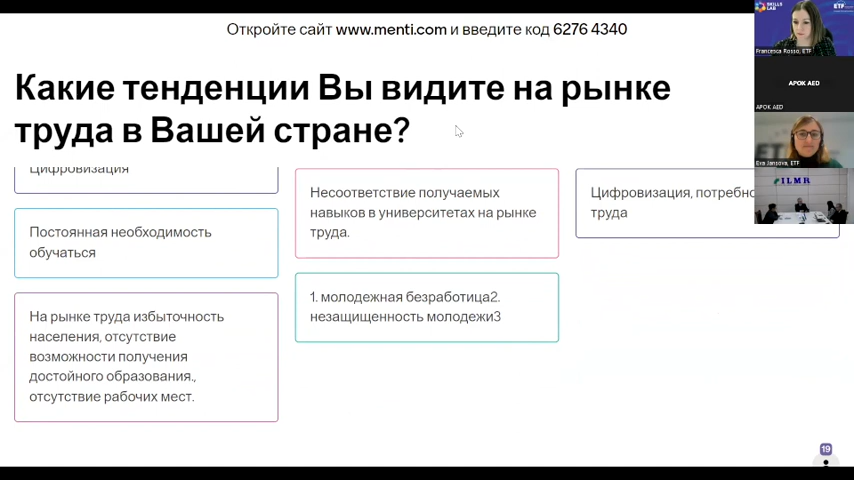 Откройте сайт www.menti.com и введите код 6276 4340
Какие тенденции Вы видите на рынке
труда в Вашей стране?
Цифровизация
Постоянная необходимость
обучаться
На рынке труда избыточность
населения, отсутствие
возможности получения
достойного образования.,
отсутствие рабочих мест.
Несоответствие получаемых
навыков в университетах на рынке
труда.
1. молодежная безработица2.
незащищенность молодежи3
Цифровизация, потребно
труда
19
SKILLS
LAB
ETF
Francesca Rosso, ETF
APOK AED
APOK AED
Eva Jansova, ETF
ILMR